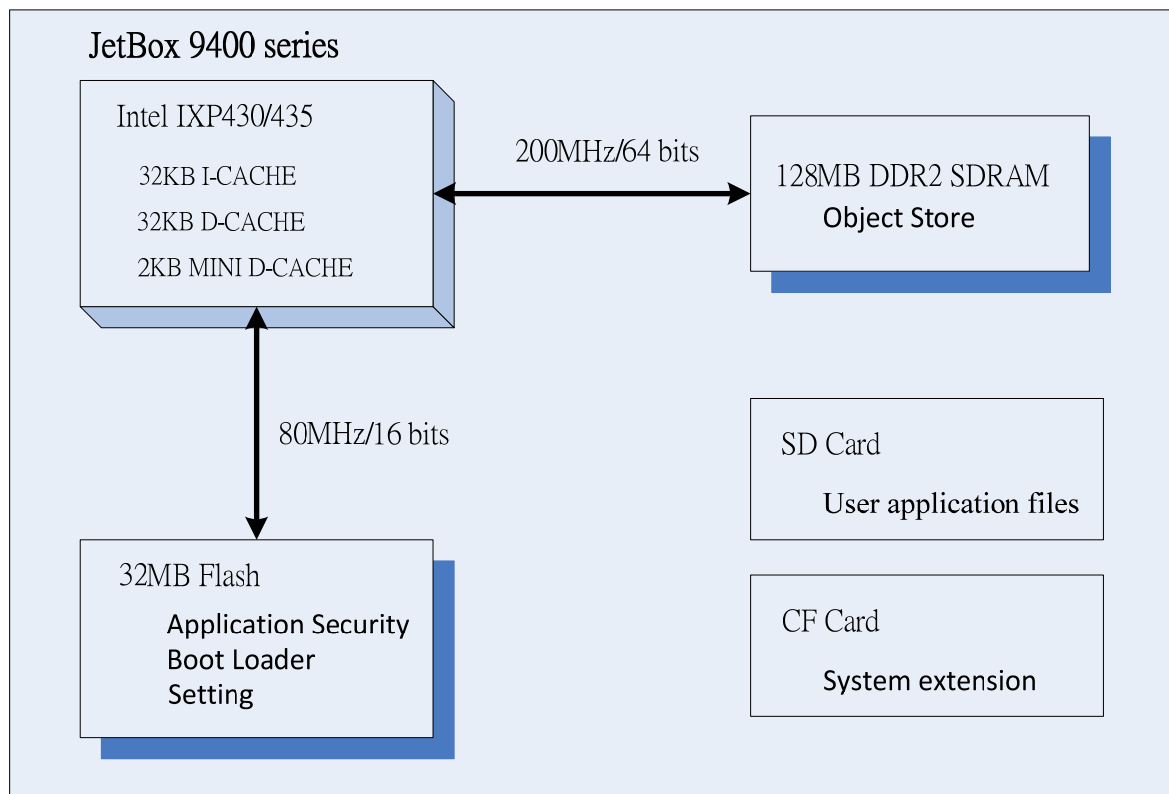 JetBox 9400 series
Intel IXP430/435
32KB I-CACHE
32KB D-CACHE
2KB MINI D-CACHE
200MHz/64 bits
128MB DDR2 SDRAM
Object Store
80MHz/16 bits
SD Card
User application files
32MB Flash
Application Security
Boot Loader
Setting
CF Card
System extension